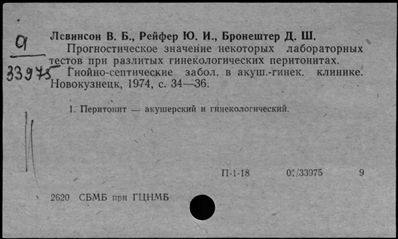 Левинсон В. Б., Рейфер Ю. И., Бронештер Д. Ш.
Прогностическое значение некоторых лабораторных
тестов при разлитых гинекологических перитонитах.
Гнойно-септические забол. в акуш.-гинек. клинике.
Новокузнецк, 1974, с. 34—36.
а
33975
1. Перитонит — акушерский и гинекологический.
П-1-18 01/33975 9
2620 СБМБ при ГЦНМБ